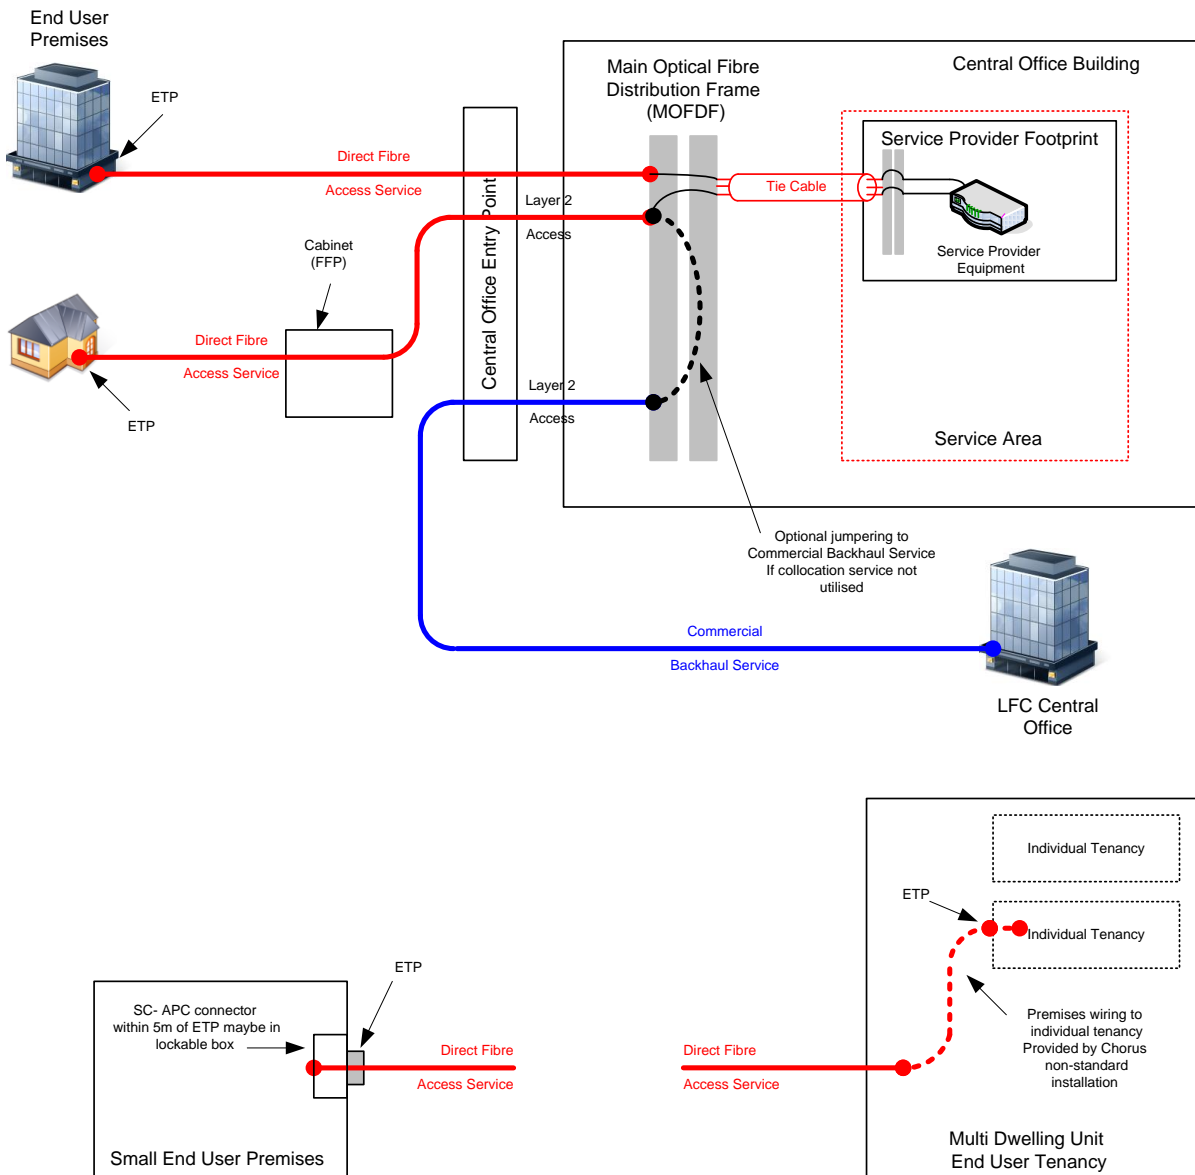 End User
Premises
ETP
Main Optical Fibre
Distribution Frame
(MOFDF)
Central Office Building
Service Provider Footprint
Direct Fibre
Access Service
Tie Cable
Layer 2
Access
Service Provider
Equipment
Cabinet
(FFP)
Central Office Entry Point
Direct Fibre
Access Service
ETP
Layer 2
Access
Service Area
Optional jumpering to
Commercial Backhaul Service
If collocation service not
utilised
Commercial
Backhaul Service
LFC Central
Office
Individual Tenancy
ETP
Individual Tenancy
ETP
SC- APC connector
within 5m of ETP maybe in
lockable box
Direct Fibre
Access Service
Direct Fibre
Access Service
Premises wiring to
individual tenancy
Provided by Chorus
non-standard
installation
Small End User Premises
Multi Dwelling Unit
End User Tenancy